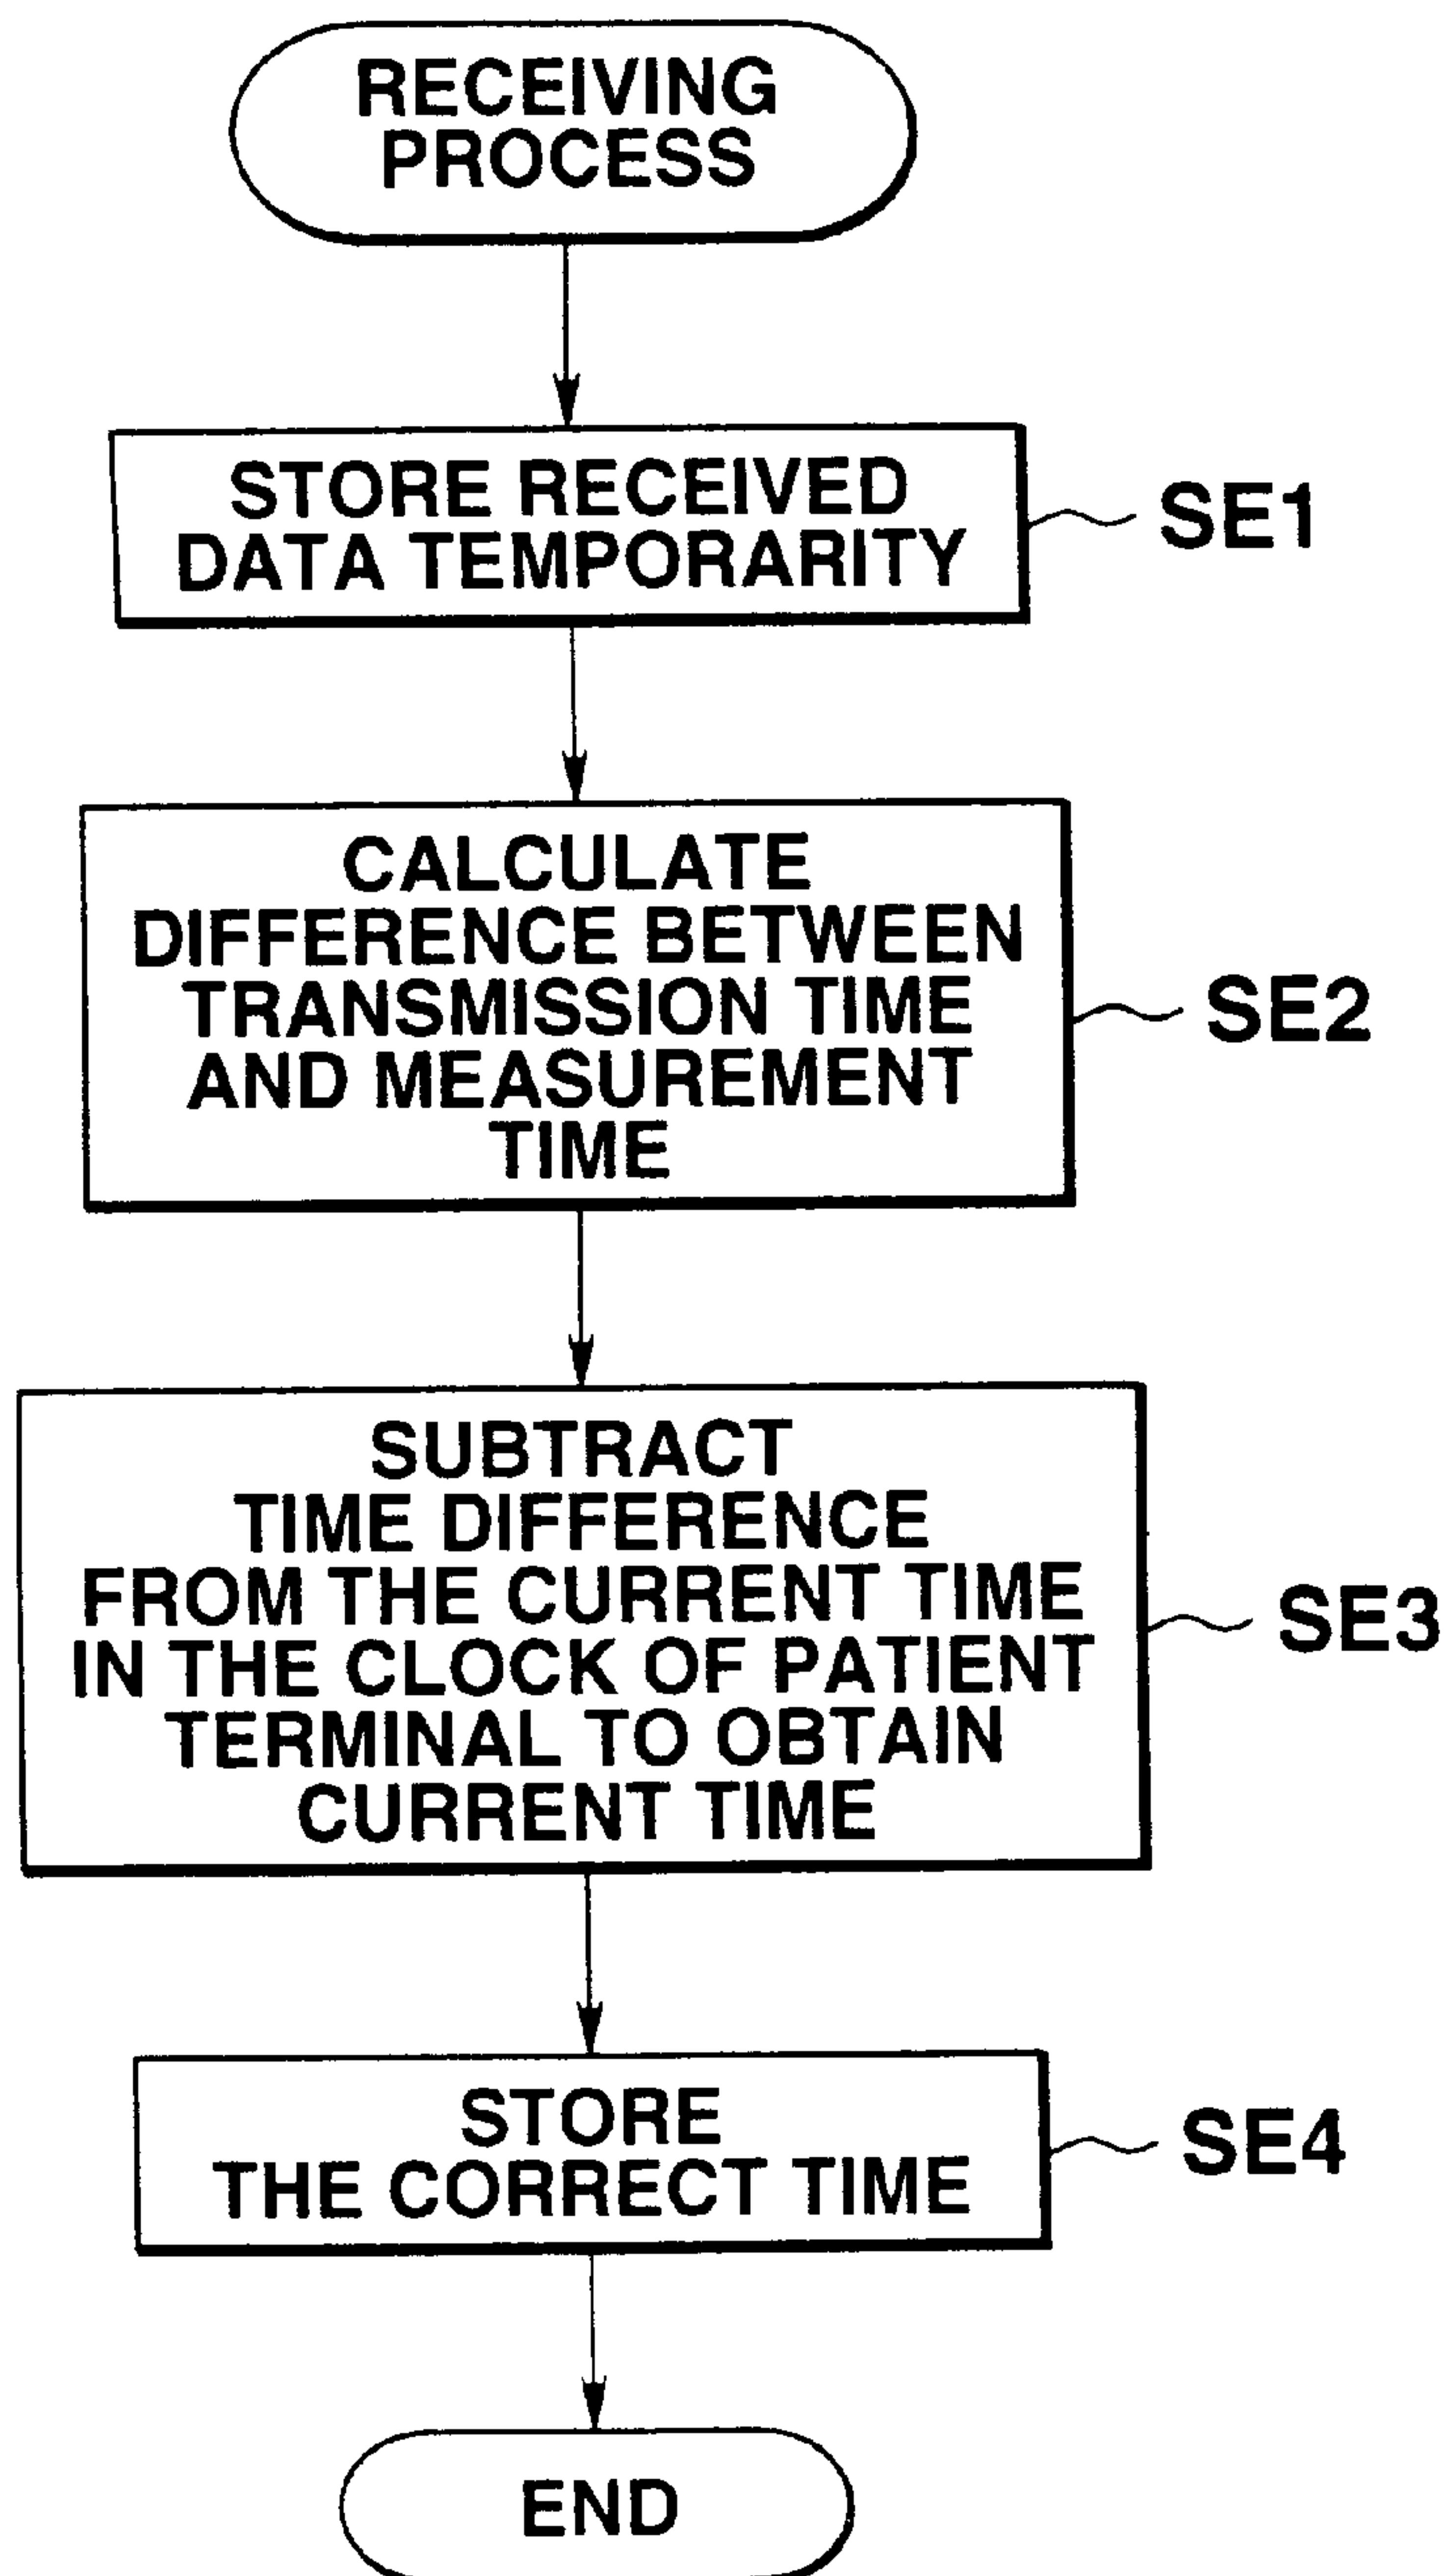 RECEIVING
PROCESS
STORE RECEIVED
DATA TEMPORARITY
SE1
CALCULATE
DIFFERENCE BETWEEN
TRANSMISSION TIME
AND MEASUREMENT
TIME
SE2
SUBTRACT
TIME DIFFERENCE
FROM THE CURRENT TIME
IN THE CLOCK OF PATIENT
TERMINAL TO OBTAIN
CURRENT TIME
SE3
STORE
THE CORRECT TIME
SE4
END